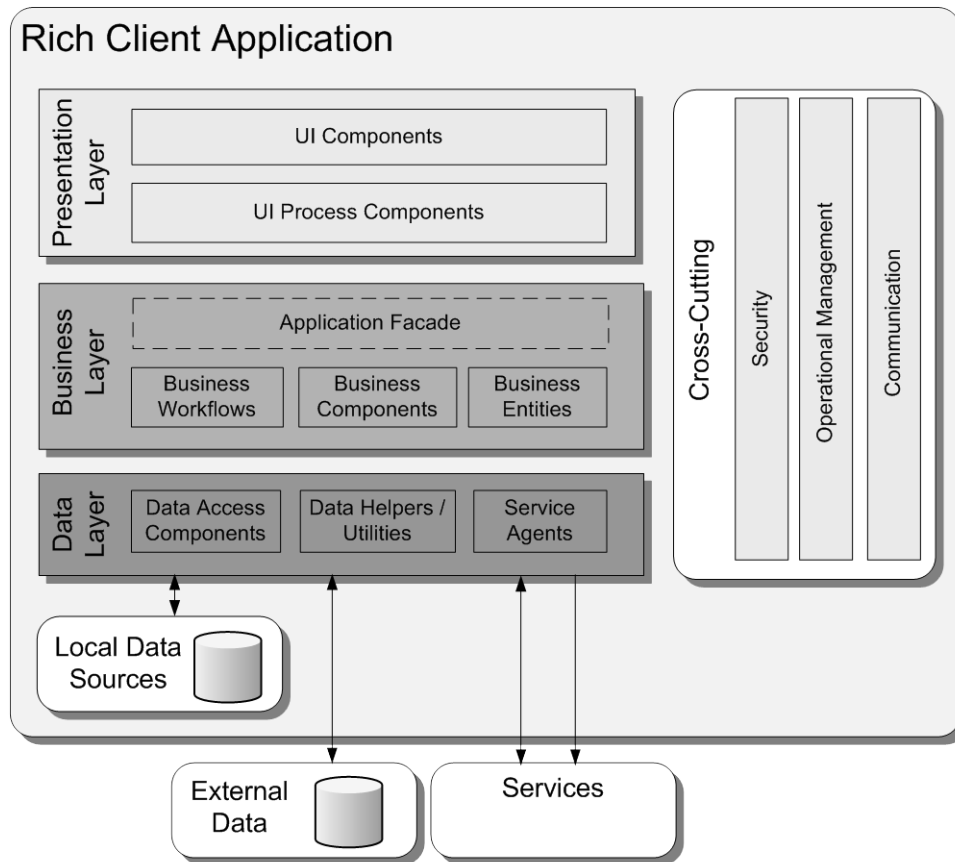 Rich Client Application
Presentation
Layer
UI Components
UI Process Components
Business
Layer
Application Facade
Business
Workflows
Business
Components
Business
Entities
Data
Layer
Data Access
Components
Data Helpers /
Utilities
Service
Agents
Cross-Cutting
Security
Operational Management
Communication
Local Data
Sources
External
Data
Services